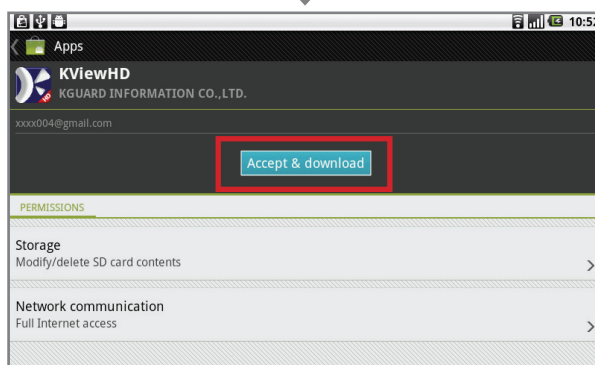 10:52
Apps
KViewHD
KGUARD INFORMATION CO.,LTD.
xxxx004@gmail.com
Accept & download
PERMISSIONS
Storage
Modify/delete SD card contents
Network communication
Full Internet access